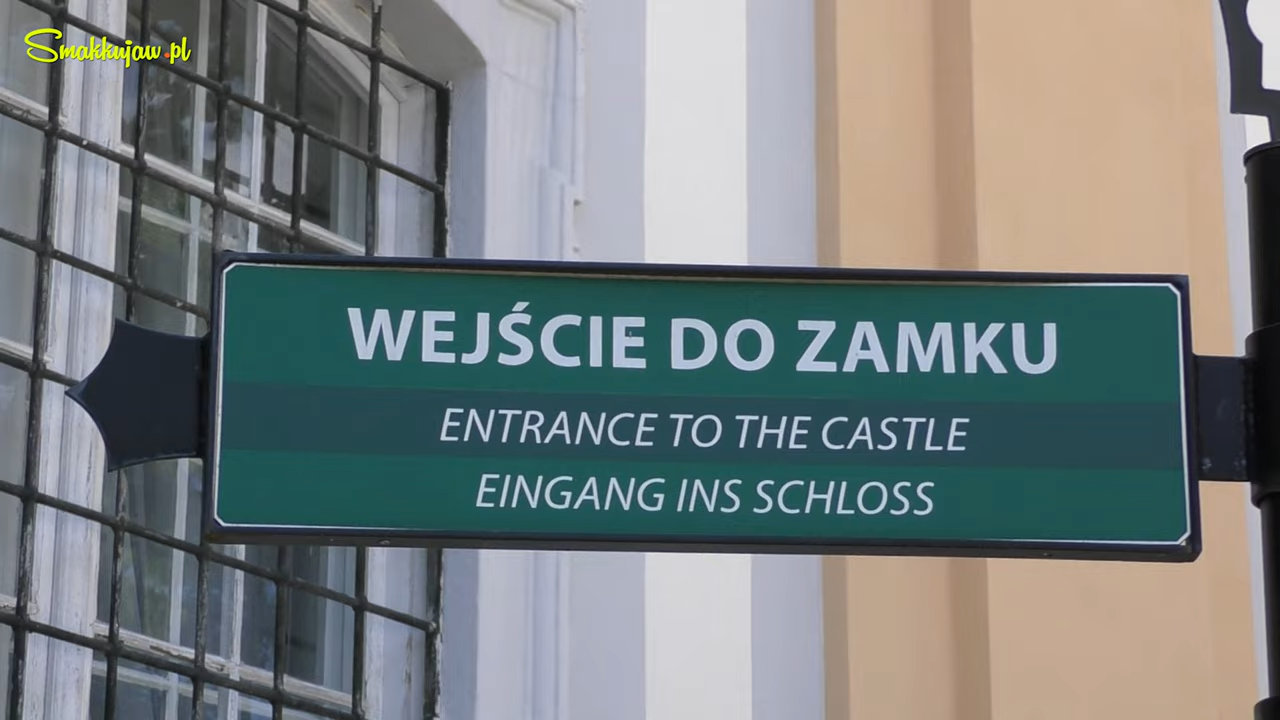 Smakkujaw.pl
WEJŚCIE DO ZAMKU
ENTRANCE TO THE CASTLE
EINGANG INS SCHLOSS